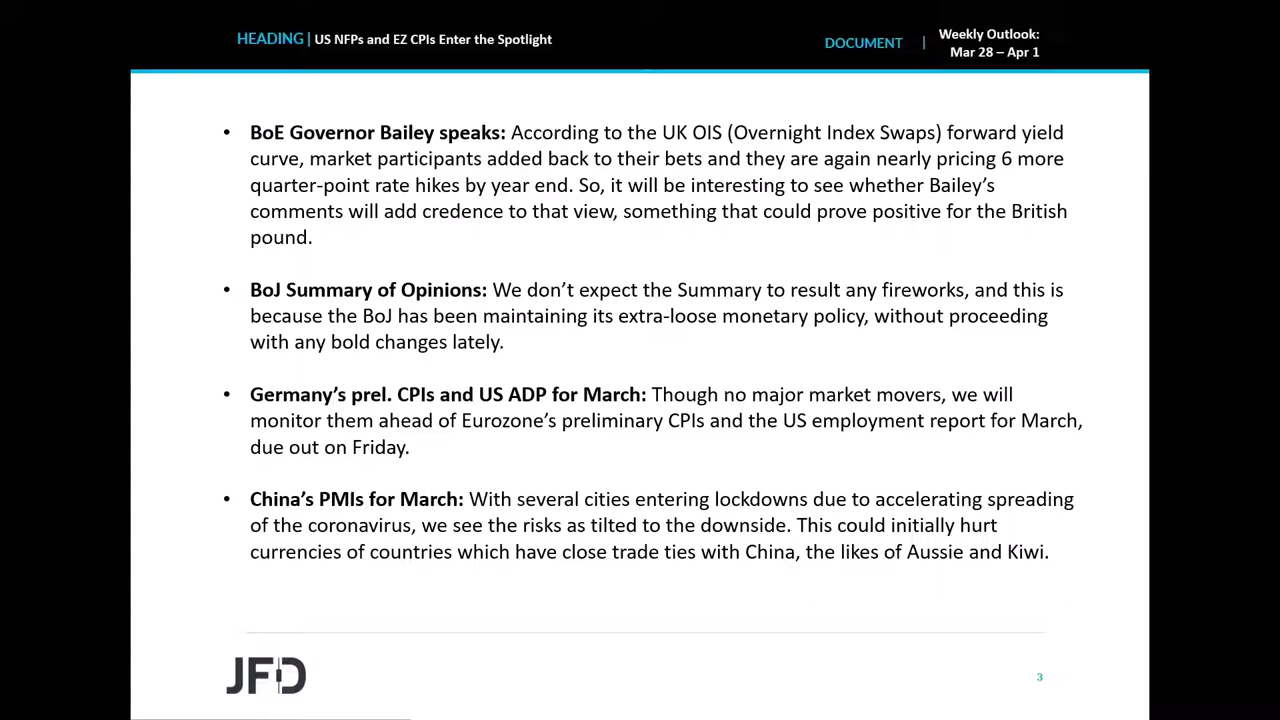 HEADING | US NFPs and EZ CPIs Enter the Spotlight
DOCUMENT | Weekly Outlook:
Mar 28 – Apr 1
• BoE Governor Bailey speaks: According to the UK OIS (Overnight Index Swaps) forward yield
curve, market participants added back to their bets and they are again nearly pricing 6 more
quarter-point rate hikes by year end. So, it will be interesting to see whether Bailey’s
comments will add credence to that view, something that could prove positive for the British
pound.
• BoJ Summary of Opinions: We don’t expect the Summary to result any fireworks, and this is
because the BoJ has been maintaining its extra-loose monetary policy, without proceeding
with any bold changes lately.
• Germany’s prel. CPIs and US ADP for March: Though no major market movers, we will
monitor them ahead of Eurozone’s preliminary CPIs and the US employment report for March,
due out on Friday.
• China’s PMIs for March: With several cities entering lockdowns due to accelerating spreading
of the coronavirus, we see the risks as tilted to the downside. This could initially hurt
currencies of countries which have close trade ties with China, the likes of Aussie and Kiwi.
JFD
3